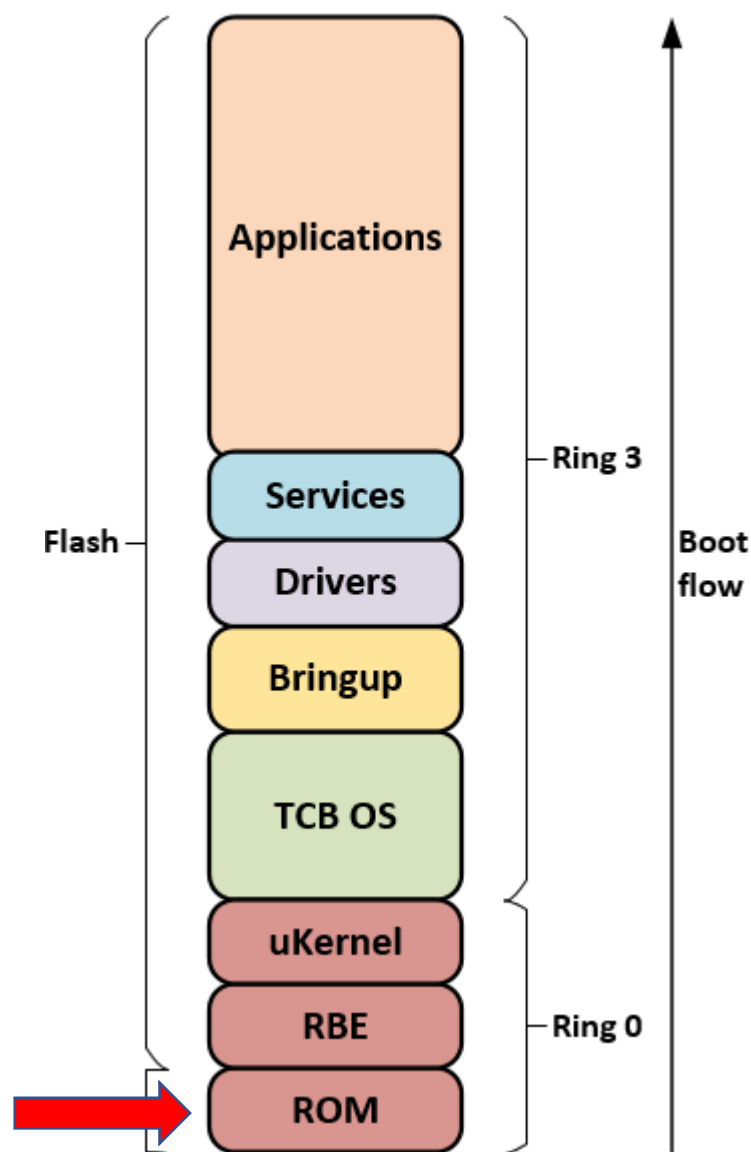 Applications
Ring 3
Services
Flash
Boot
flow
Drivers
Bringup
TCB OS
uKernel
RBE
Ring 0
ROM